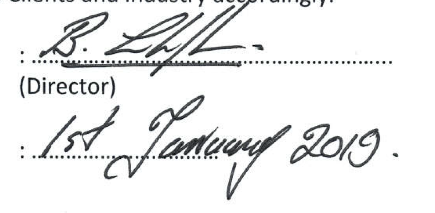 Clients and industry accordingly.
: B.
(Director)
: 1st January 2019.